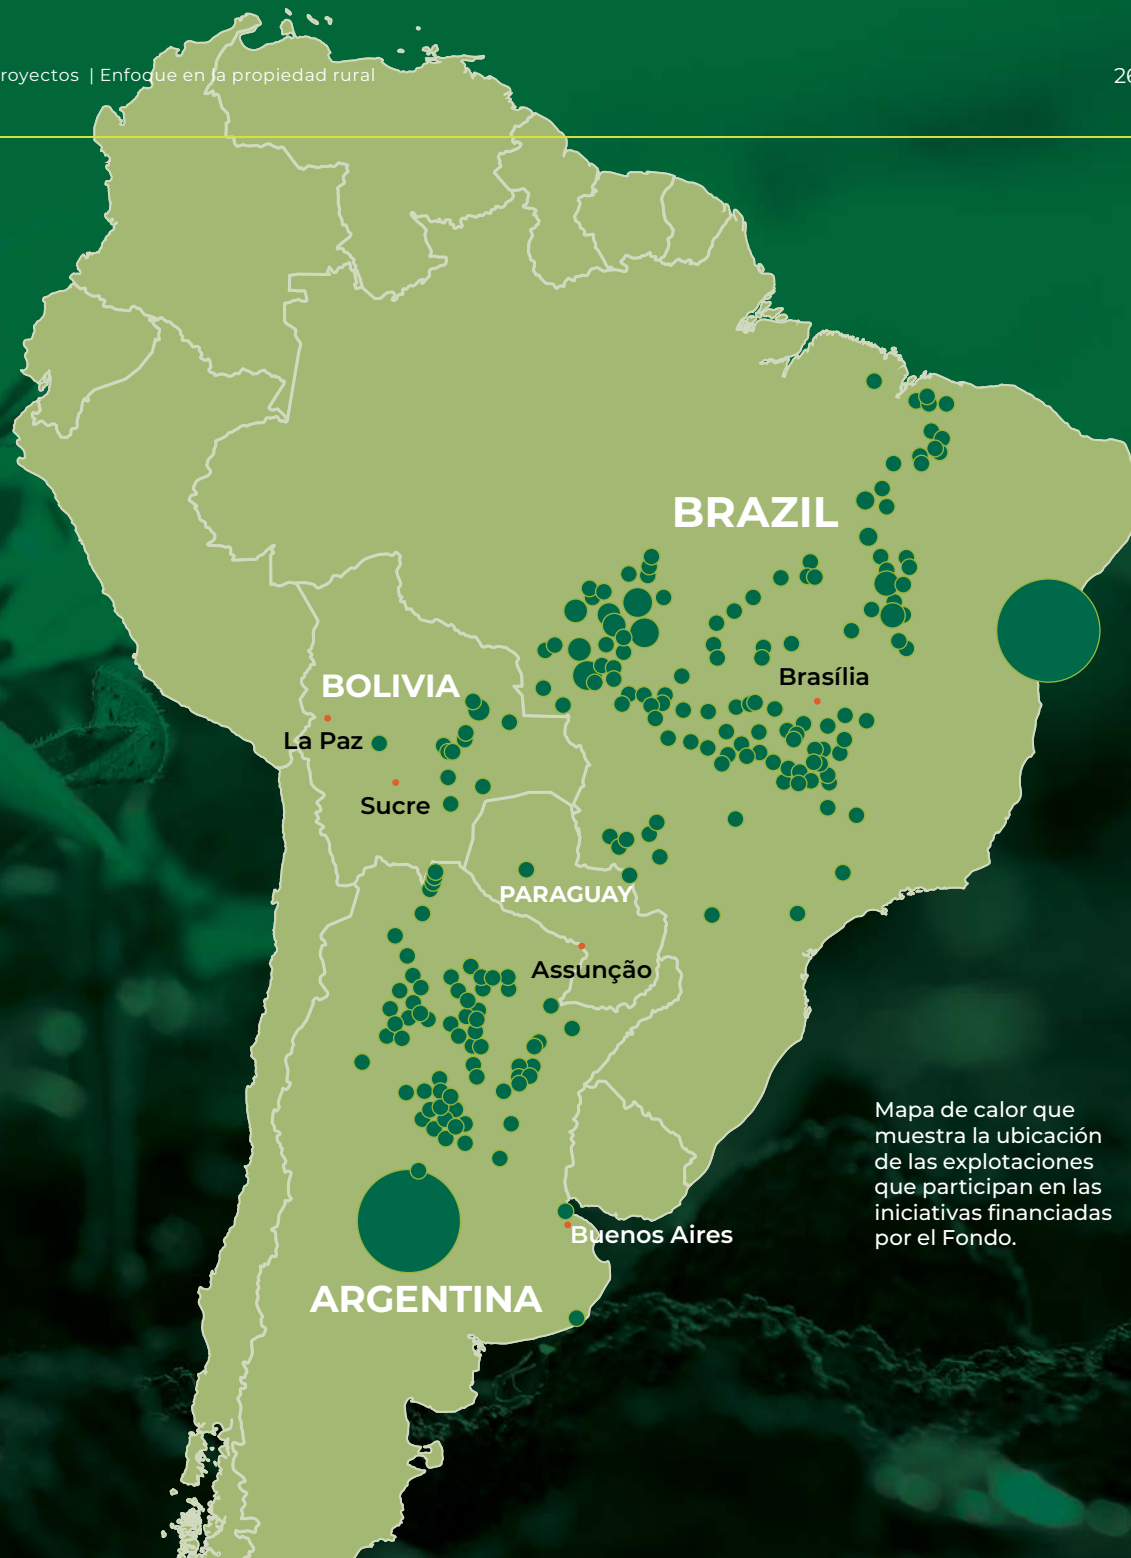 royectos | Enfoque en la propiedad rural
26
BRAZIL
BOLIVIA
Brasília
La Paz
Sucre
PARAGUAY
Assunção
Mapa de calor que
muestra la ubicación
de las explotaciones
que participan en las
iniciativas financiadas
por el Fondo.
Buenos Aires
ARGENTINA